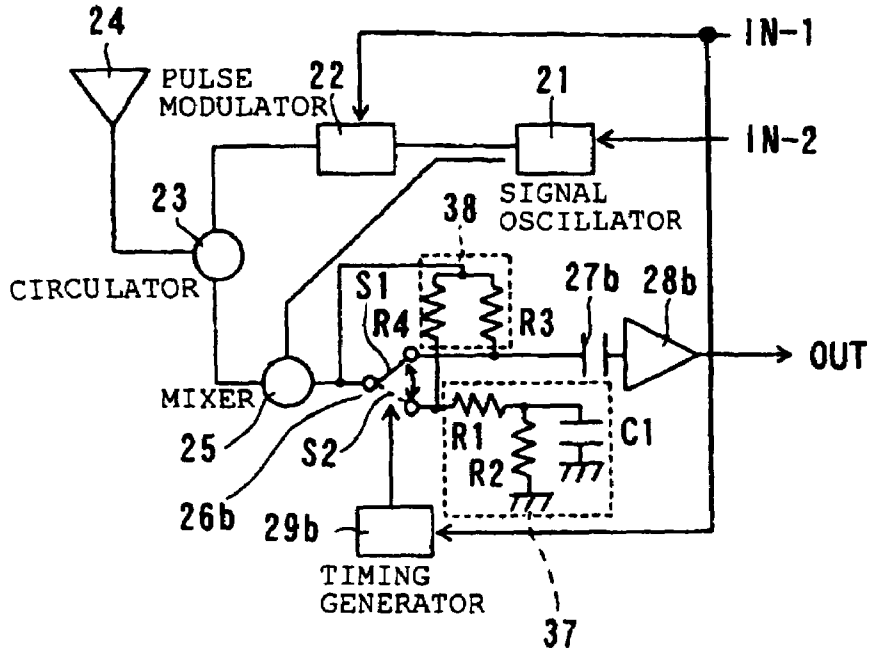 24
IN-1
PULSE
MODULATOR
22
21
IN-2
23
SIGNAL
OSCILLATOR
38
CIRCULATOR
S1
R4
R3
27b
28b
OUT
MIXER
25
S2
R1
R2
C1
26b
29b
TIMING
GENERATOR
37